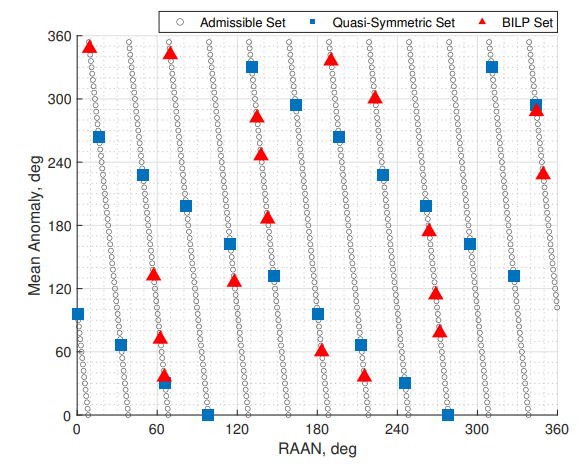 Admissible Set Quasi-Symmetric Set BILP Set
360
300
240
180
120
60
0
Mean Anomaly, deg
0 60 120 180 240 300 360
RAAN, deg